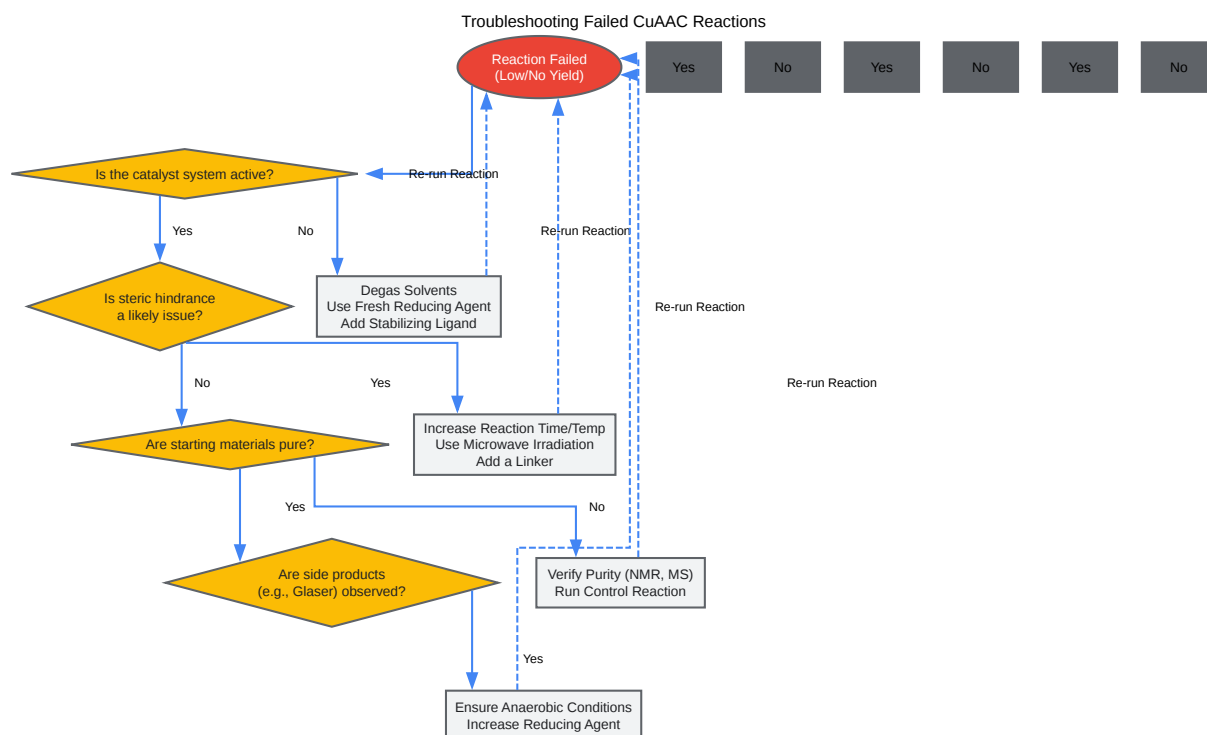 Troubleshooting Failed CuAAC Reactions
Reaction Failed
(Low/No Yield)
Yes
No
Yes
No
Yes
No
Is the catalyst system active?
Re-run Reaction
Yes
No
Re-run Reaction
Is steric hindrance
a likely issue?
Degas Solvents
Use Fresh Reducing Agent
Add Stabilizing Ligand
Re-run Reaction
No
Yes
Re-run Reaction
Are starting materials pure?
Increase Reaction Time/Temp
Use Microwave Irradiation
Add a Linker
Yes
No
Are side products
(e.g., Glaser) observed?
Verify Purity (NMR, MS)
Run Control Reaction
Yes
Ensure Anaerobic Conditions
Increase Reducing Agent